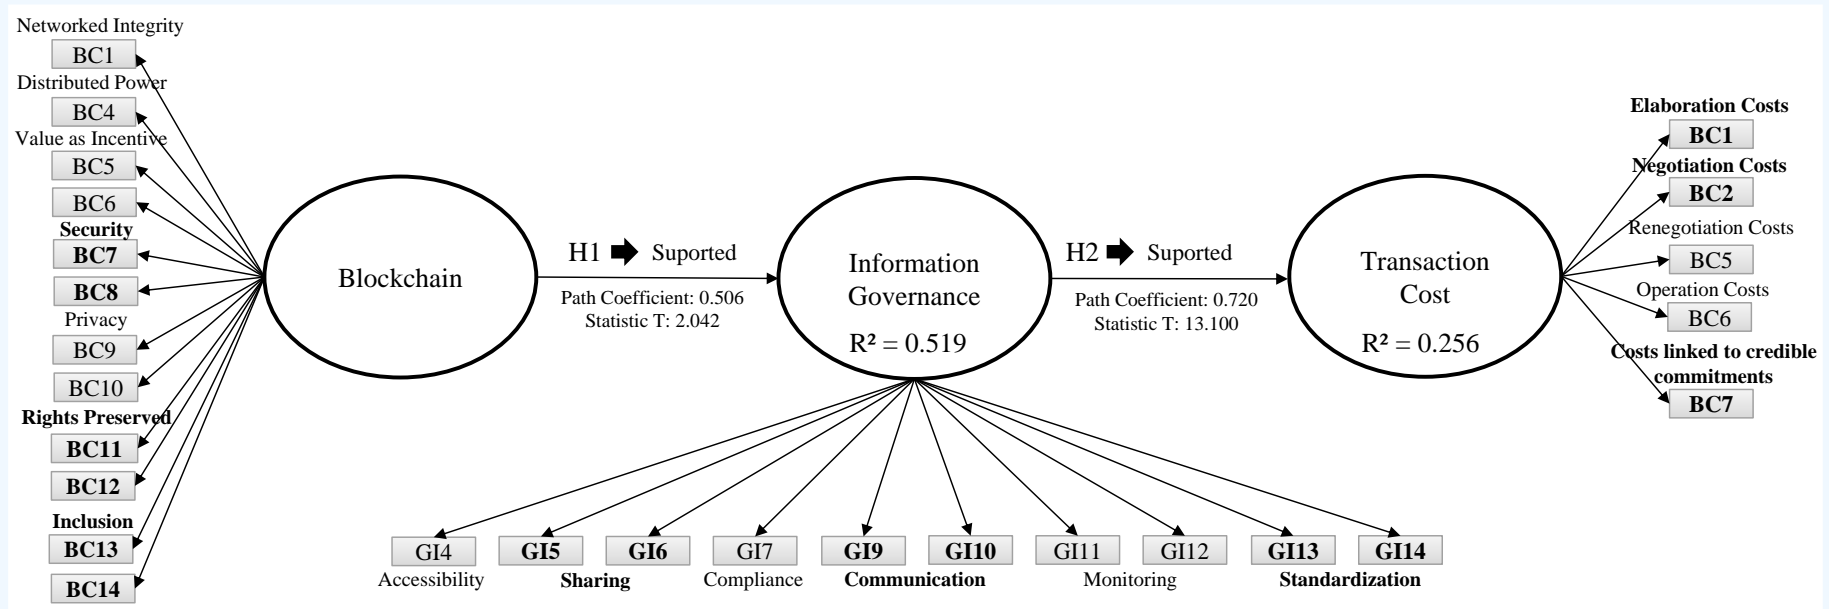 Networked Integrity
BC1
Distributed Power
BC4
Value as Incentive
BC5
BC6
Security
BC7
BC8
Privacy
BC9
BC10
Rights Preserved
BC11
BC12
Inclusion
BC13
BC14
Blockchain
H1 Suported
Path Coefficient: 0.506
Statistic T: 2.042
Information
Governance
R² = 0.519
H2 Suported
Path Coefficient: 0.720
Statistic T: 13.100
Transaction
Cost
R² = 0.256
Elaboration Costs
BC1
Negotiation Costs
BC2
Renegotiation Costs
BC5
Operation Costs
BC6
Costs linked to credible
commitments
BC7
GI4 GI5 GI6 GI7 GI9 GI10 GI11 GI12 GI13 GI14
Accessibility Sharing Compliance Communication Monitoring Standardization